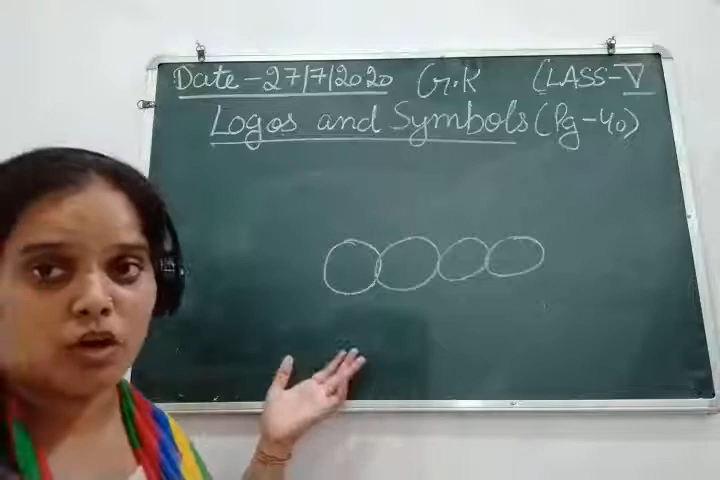 Date - 27/7/2020 G.K CLASS-V
Logos and Symbols (Pg-40)